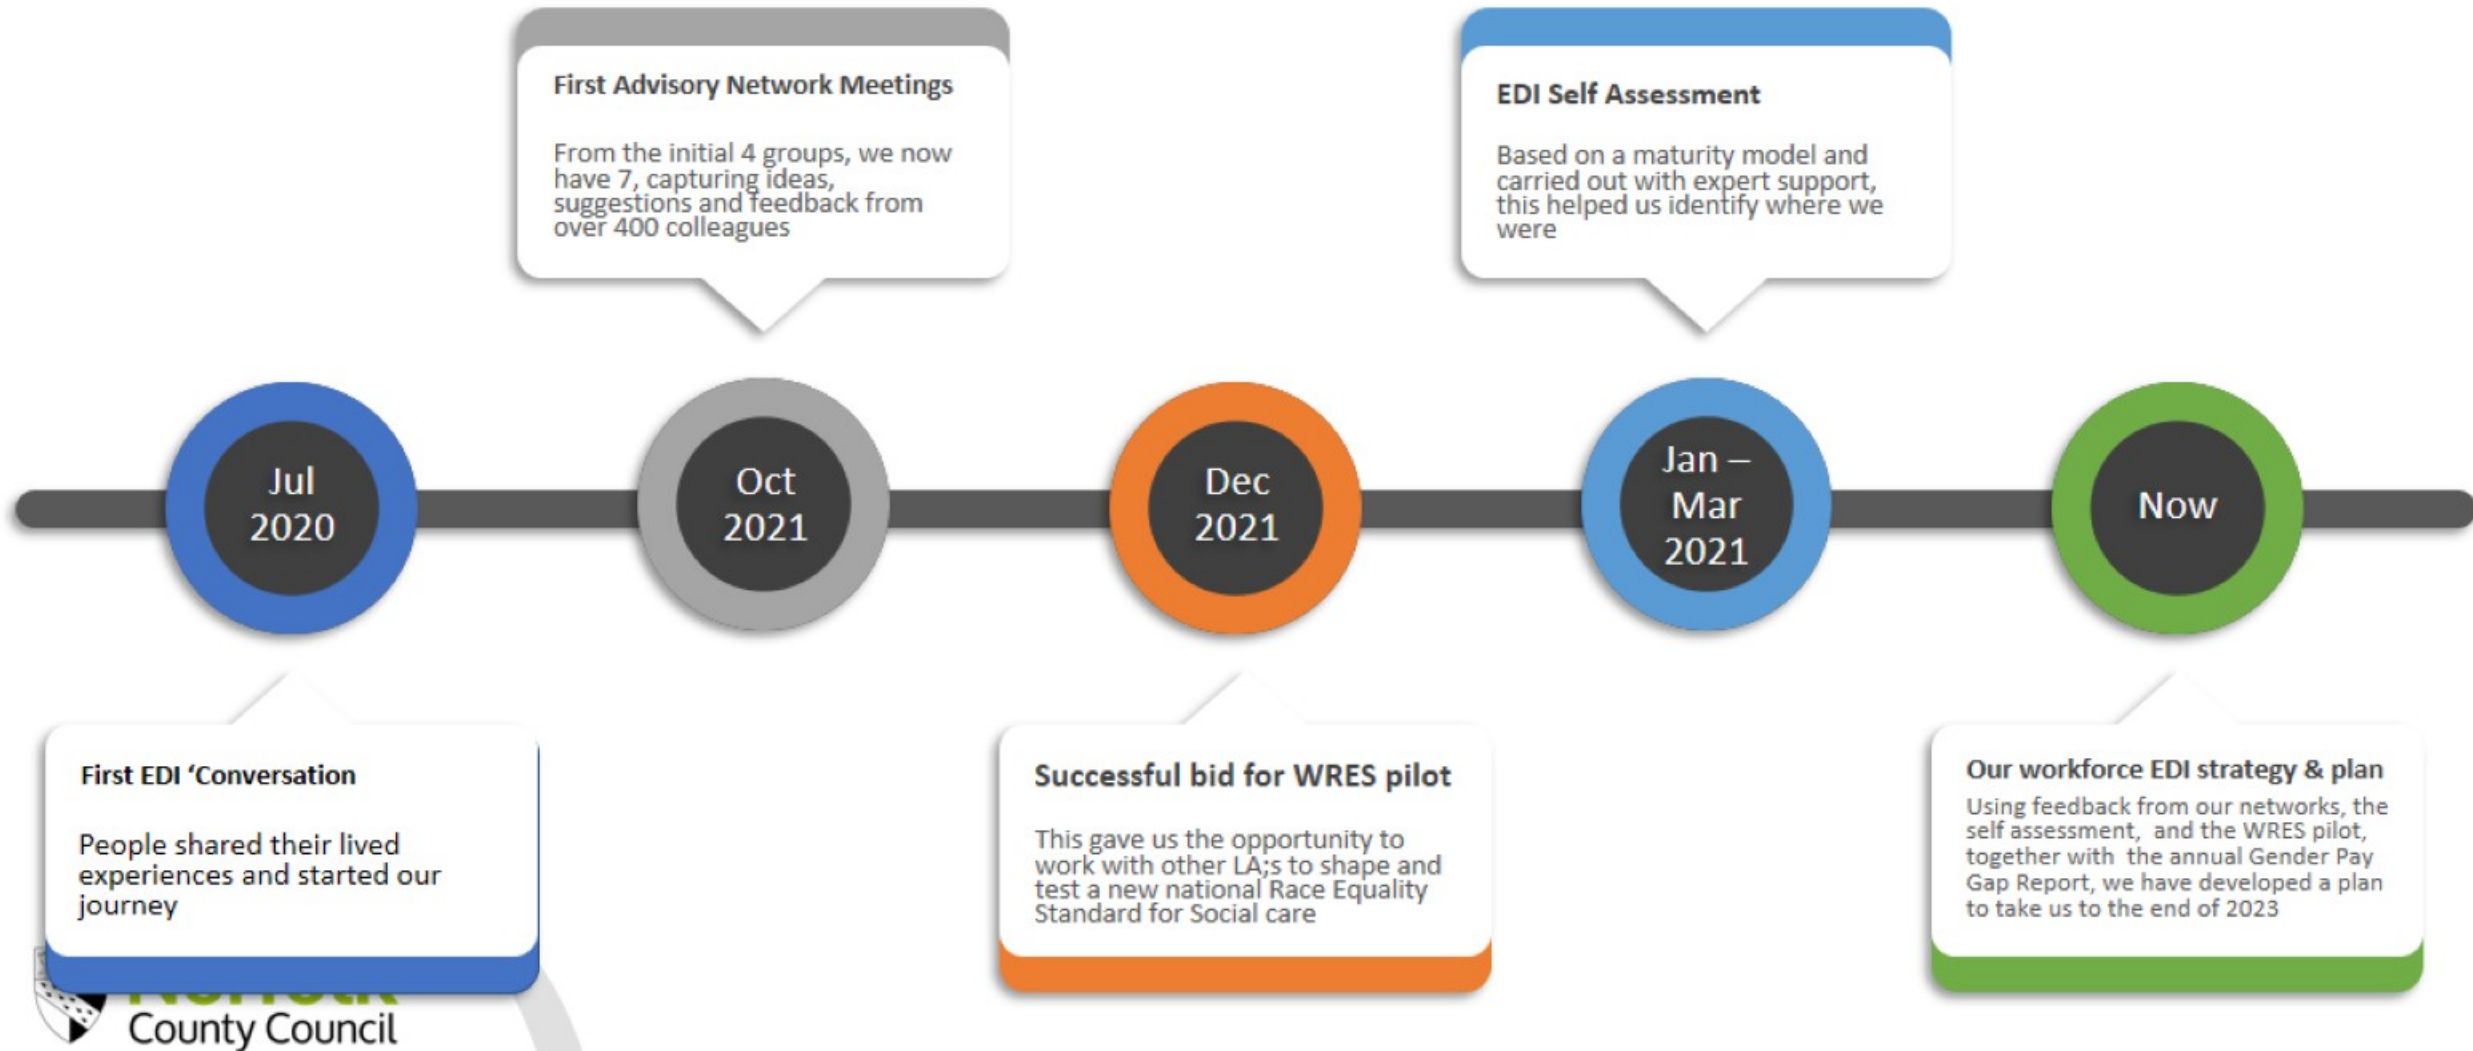 First Advisory Network Meetings
From the initial 4 groups, we now
have 7, capturing ideas,
suggestions and feedback from
over 400 colleagues
EDI Self Assessment
Based on a maturity model and
carried out with expert support,
this helped us identify where we
were
Jul
2020
Oct
2021
Dec
2021
Jan –
Mar
2021
Now
First EDI ‘Conversation
People shared their lived
experiences and started our
journey
Successful bid for WRES pilot
This gave us the opportunity to
work with other LA;s to shape and
test a new national Race Equality
Standard for Social care
Our workforce EDI strategy & plan
Using feedback from our networks, the
self assessment, and the WRES pilot,
together with the annual Gender Pay
Gap Report, we have developed a plan
to take us to the end of 2023
County Council